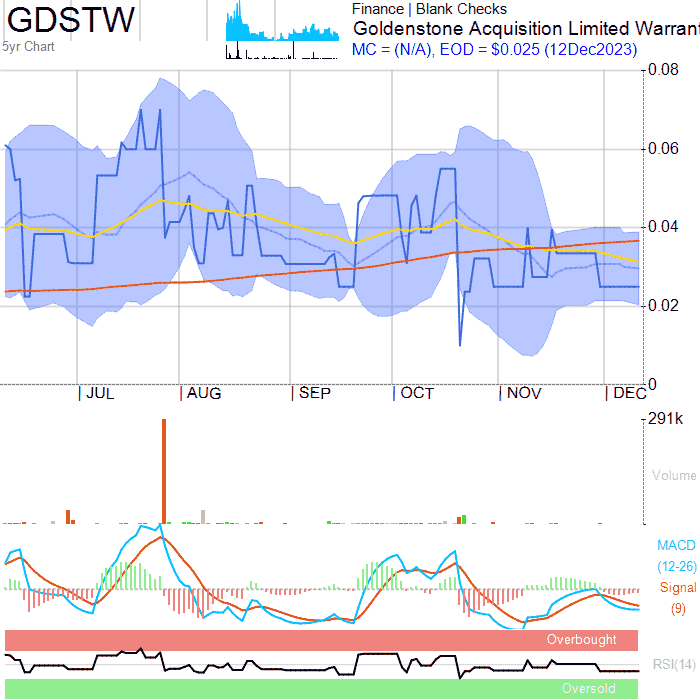 GDSTW
5yr Chart
Finance | Blank Checks
Goldenstone Acquisition Limited Warrant
MC = (N/A), EOD = $0.025 (12Dec2023)
0.08
0.06
0.04
0.02
0
JUL
AUG
SEP
OCT
NOV
DEC
291k
Volume
MACD
(12-26)
Signal
(9)
Overbought
RSI(14)
Oversold